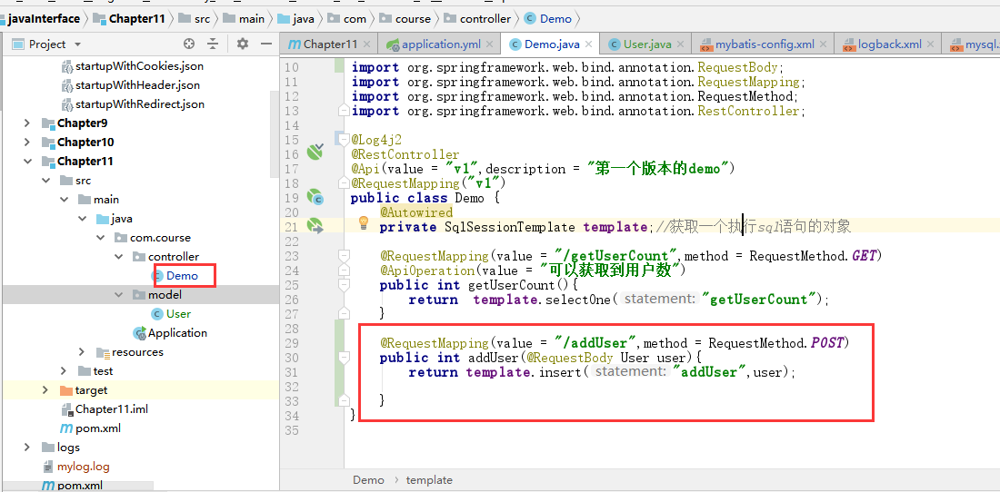 javaInterface Chapter11 src main java com course controller Demo
Project
Chapter11 application.yml Demo.java User.java mybatis-config.xml logback.xml mysql.
startupWithCookies.json
startupWithHeader.json
startupWithRedirect.json
Chapter9
Chapter10
Chapter11
src
main
java
com.course
controller
Demo
model
User
Application
resources
test
target
Chapter11.iml
pom.xml
logs
mylog.log
pom.xml
10 import org.springframework.web.bind.annotation.RequestBody;
11 import org.springframework.web.bind.annotation.RequestMapping;
12 import org.springframework.web.bind.annotation.RequestMethod;
13 import org.springframework.web.bind.annotation.RestController;
14
15 @Log4j2
16 @RestController
17 @Api(value = "v1",description = "第一个版本的demo")
18 @RequestMapping("v1")
19 public class Demo {
20 @Autowired
21 private SqlSessionTemplate template;//获取一个执行sql语句的对象
22
23 @RequestMapping(value = "/getUserCount",method = RequestMethod.GET)
24 @ApiOperation(value = "可以获取到用户数")
25 public int getUserCount(){
26 return template.selectOne( statement: "getUserCount");
27 }
28
29 @RequestMapping(value = "/addUser",method = RequestMethod.POST)
30 public int addUser(@RequestBody User user){
31 return template.insert( statement: "addUser",user);
32
33 }
34 }
35
Demo template